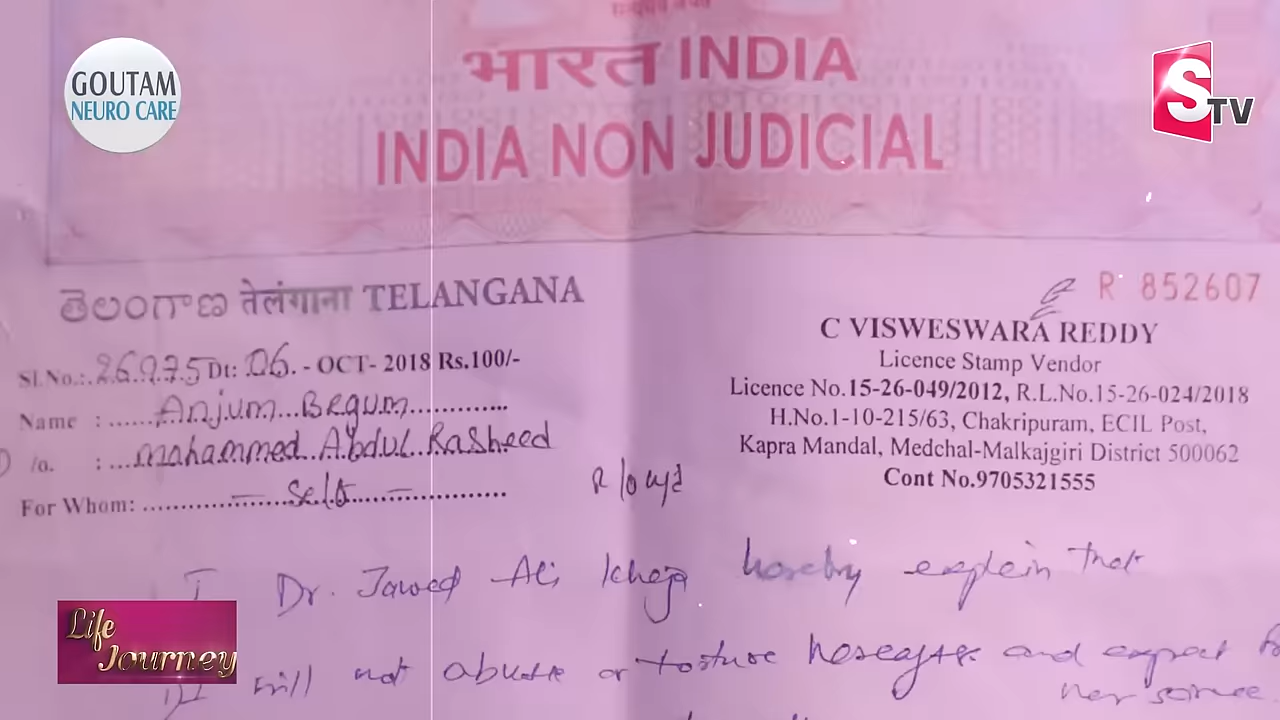 GOUTAM
NEURO CARE
STV
भारत INDIA
INDIA NON JUDICIAL
తెలంగాణ तेलंगाना TELANGANA
Sl.No.:.26975 Dt: 06. - OCT- 2018 Rs.100/-
Name : ......Anjum...Begum............
/o. : ...mohammed..Abdul.Rasheed
For Whom: ................- self -................
R/o Hyd
R 852607
C VISWESWARA REDDY
Licence Stamp Vendor
Licence No.15-26-049/2012, R.L.No.15-26-024/2018
H.No.1-10-215/63, Chakripuram, ECIL Post,
Kapra Mandal, Medchal-Malkajgiri District 500062
Cont No.9705321555
I Dr. Jawed Ali Khaja hereby explain that
I will not abuse or torture and expect
her
Life
Journey